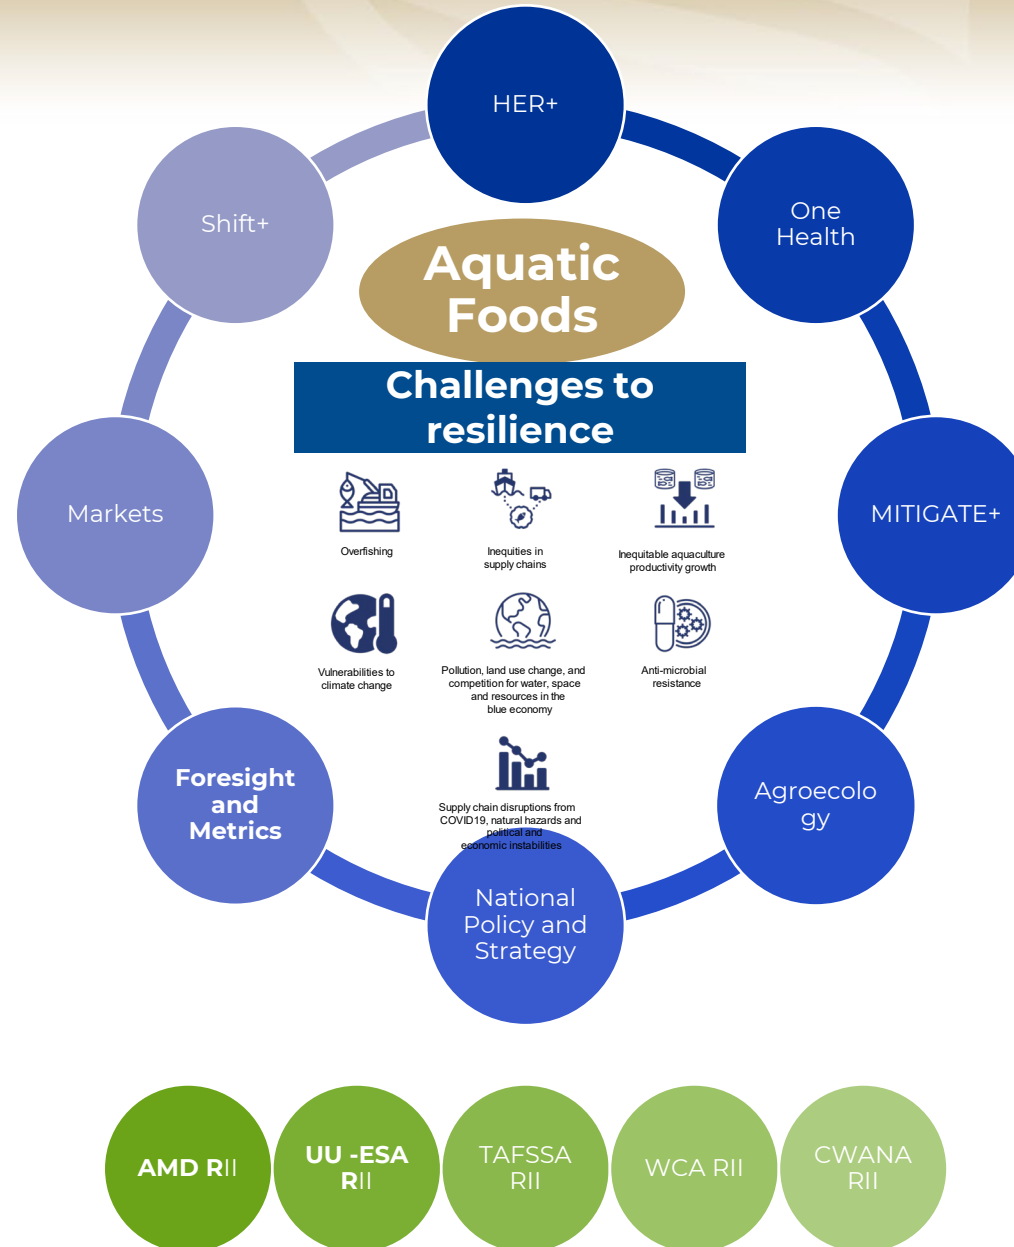 HER+
Shift+
One
Health
Aquatic
Foods
Challenges to
resilience
Overfishing
Inequities in
supply chains
Inequitable aquaculture
productivity growth
Markets
MITIGATE+
Vulnerabilities to
climate change
Pollution, land use change, and
competition for water, space
and resources in the
blue economy
Anti-microbial
resistance
Foresight
and
Metrics
Supply chain disruptions from
COVID19, natural hazards and
political and
economic instabilities
Agroecolo
gy
National
Policy and
Strategy
AMD RII
UU -ESA
RII
TAFSSA
RII
WCA RII
CWANA
RII